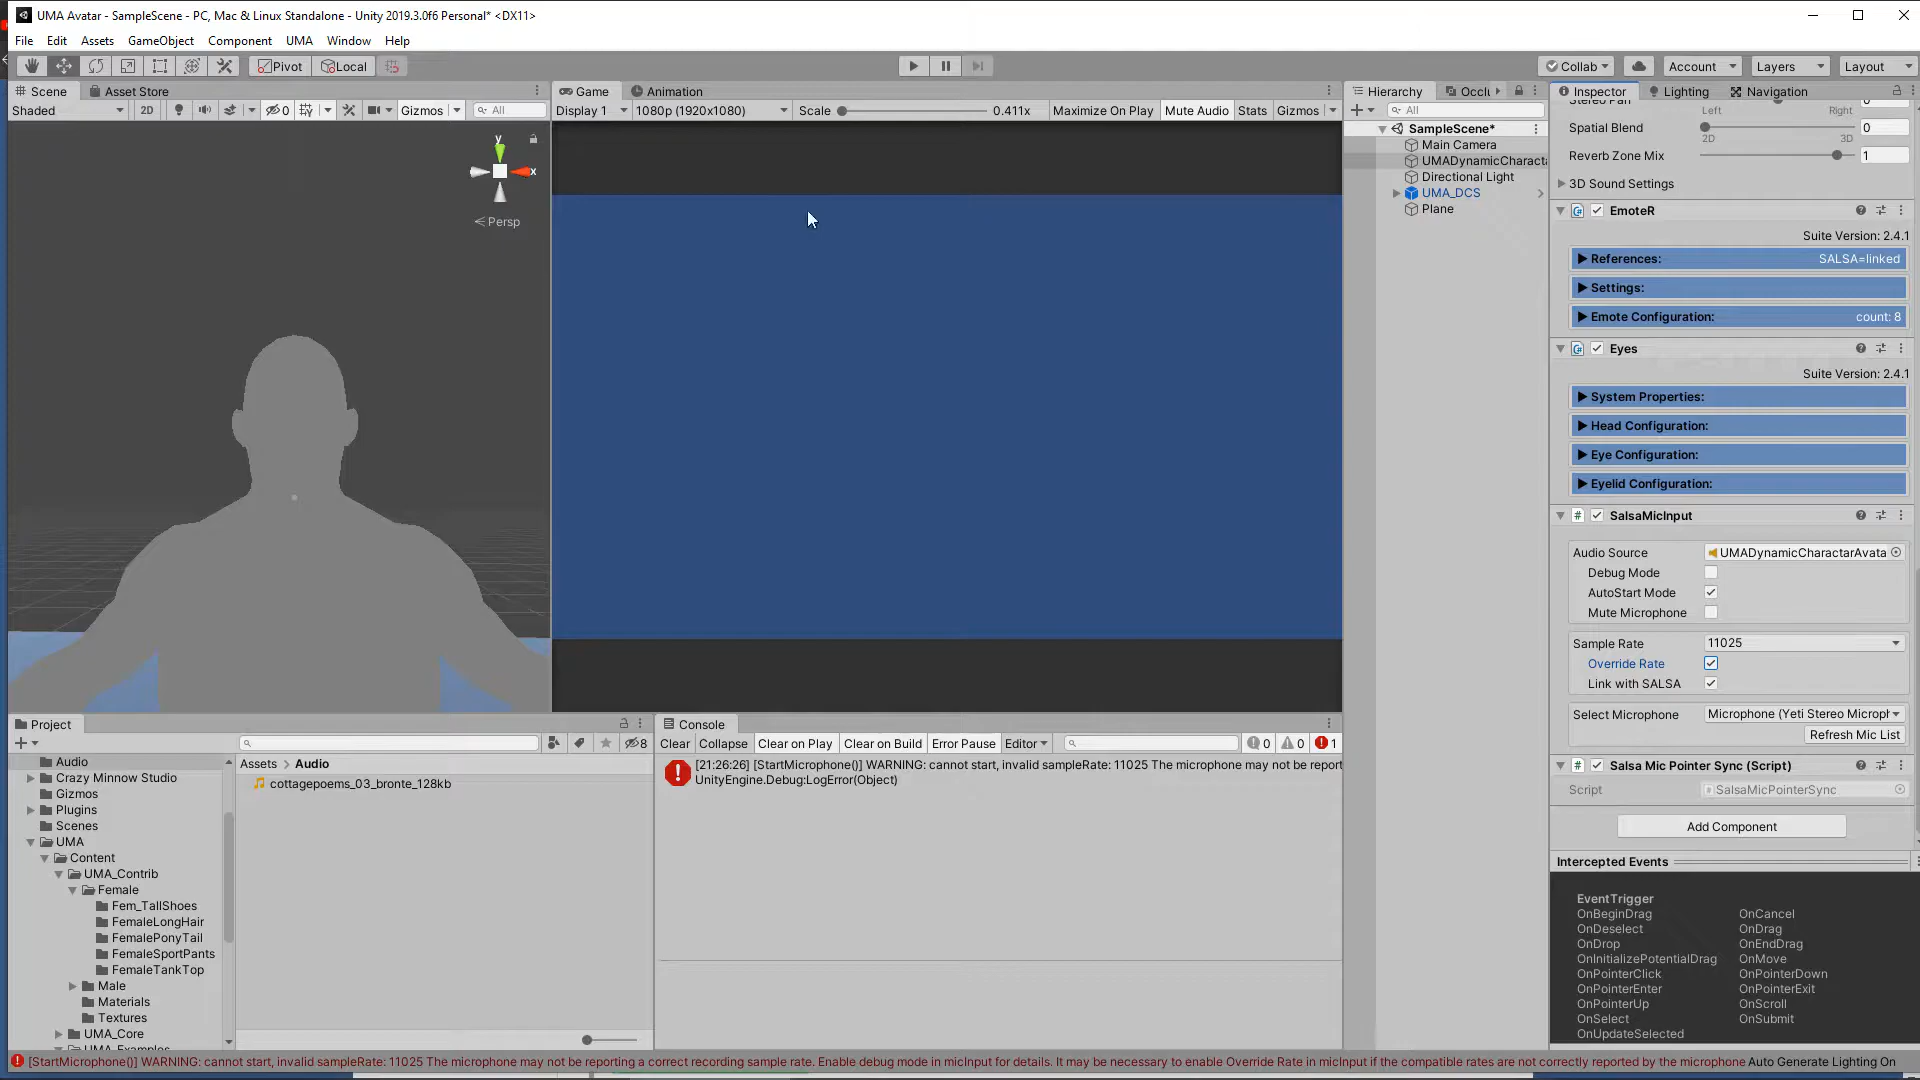 UMA Avatar - SampleScene - PC, Mac & Linux Standalone - Unity 2019.3.0f6 Personal* <DX11>
File Edit Assets GameObject Component UMA Window Help
Pivot Local Collab Account Layers Layout
Scene Asset Store
Shaded 2D 0 Gizmos All
y
x
Persp
Game Animation
Display 1 1080p (1920x1080) Scale 0.411x Maximize On Play Mute Audio Stats Gizmos
Hierarchy Occlu
All
SampleScene*
Main Camera
UMADynamicCharacta
Directional Light
UMA_DCS
Plane
Inspector Lighting Navigation
Stereo Pan 0
Left Right
Spatial Blend 0
2D 3D
Reverb Zone Mix 1
3D Sound Settings
EmoteR
Suite Version: 2.4.1
References: SALSA=linked
Settings:
Emote Configuration: count: 8
Eyes
Suite Version: 2.4.1
System Properties:
Head Configuration:
Eye Configuration:
Eyelid Configuration:
SalsaMicInput
Audio Source UMADynamicCharactarAvata
Debug Mode
AutoStart Mode
Mute Microphone
Sample Rate 11025
Override Rate
Link with SALSA
Select Microphone Microphone (Yeti Stereo Microph
Refresh Mic List
Salsa Mic Pointer Sync (Script)
Script SalsaMicPointerSync
Add Component
Intercepted Events
EventTrigger
OnBeginDrag OnCancel
OnDeselect OnDrag
OnDrop OnEndDrag
OnInitializePotentialDrag OnMove
OnPointerClick OnPointerDown
OnPointerEnter OnPointerExit
OnPointerUp OnScroll
OnSelect OnSubmit
OnUpdateSelected
Project
8
Audio
Crazy Minnow Studio
Gizmos
Plugins
Scenes
UMA
Content
UMA_Contrib
Female
Fem_TallShoes
FemaleLongHair
FemalePonyTail
FemaleSportPants
FemaleTankTop
Male
Materials
Textures
UMA_Core
UMA_Examples
Assets > Audio
cottagepoems_03_bronte_128kb
Console
Clear Collapse Clear on Play Clear on Build Error Pause Editor 0 0 1
[21:26:26] [StartMicrophone()] WARNING: cannot start, invalid sampleRate: 11025 The microphone may not be report
UnityEngine.Debug:LogError(Object)
[StartMicrophone()] WARNING: cannot start, invalid sampleRate: 11025 The microphone may not be reporting a correct recording sample rate. Enable debug mode in micInput for details. It may be necessary to enable Override Rate in micInput if the compatible rates are not correctly reported by the microphone Auto Generate Lighting On